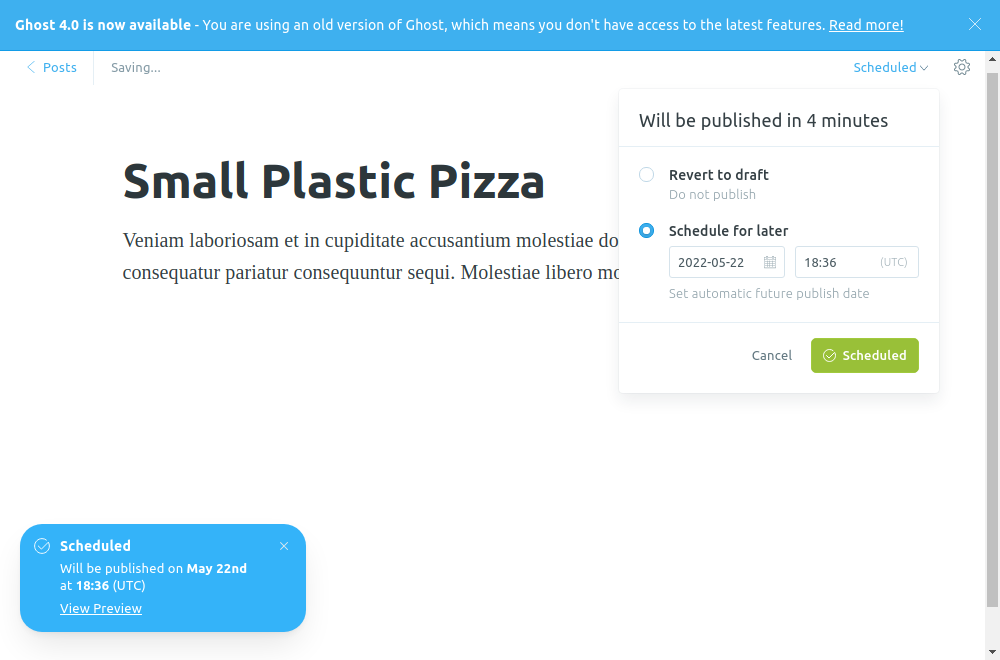 Ghost 4.0 is now available - You are using an old version of Ghost, which means you don't have access to the latest features. Read more!
Posts
Saving...
Scheduled
Will be published in 4 minutes
Small Plastic Pizza
Revert to draft
Do not publish
Veniam laboriosam et in cupiditate accusantium molestiae
Schedule for later
consequatur pariatur consequuntur sequi. Molestiae libero
2022-05-22
18:36
(UTC)
Set automatic future publish date
Cancel
Scheduled
Scheduled
Will be published on May 22nd
at 18:36 (UTC)
View Preview